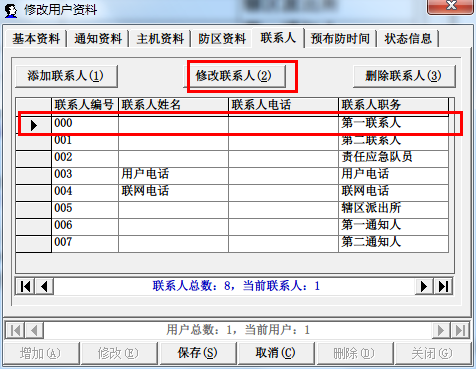 修改用户资料
基本资料 通知资料 主机资料 防区资料 联系人 预布防时间 状态信息
添加联系人(1) 修改联系人(2) 删除联系人(3)
联系人编号 联系人姓名 联系人电话 联系人职务
000 第一联系人
001 第二联系人
002 责任应急队员
003 用户电话 用户电话
004 联网电话 联网电话
005 辖区派出所
006 第一通知人
007 第二通知人
联系人总数：8，当前联系人：1
用户总数：1，当前用户：1
增加(A) 修改(E) 保存(S) 取消(C) 删除(D) 关闭(G)